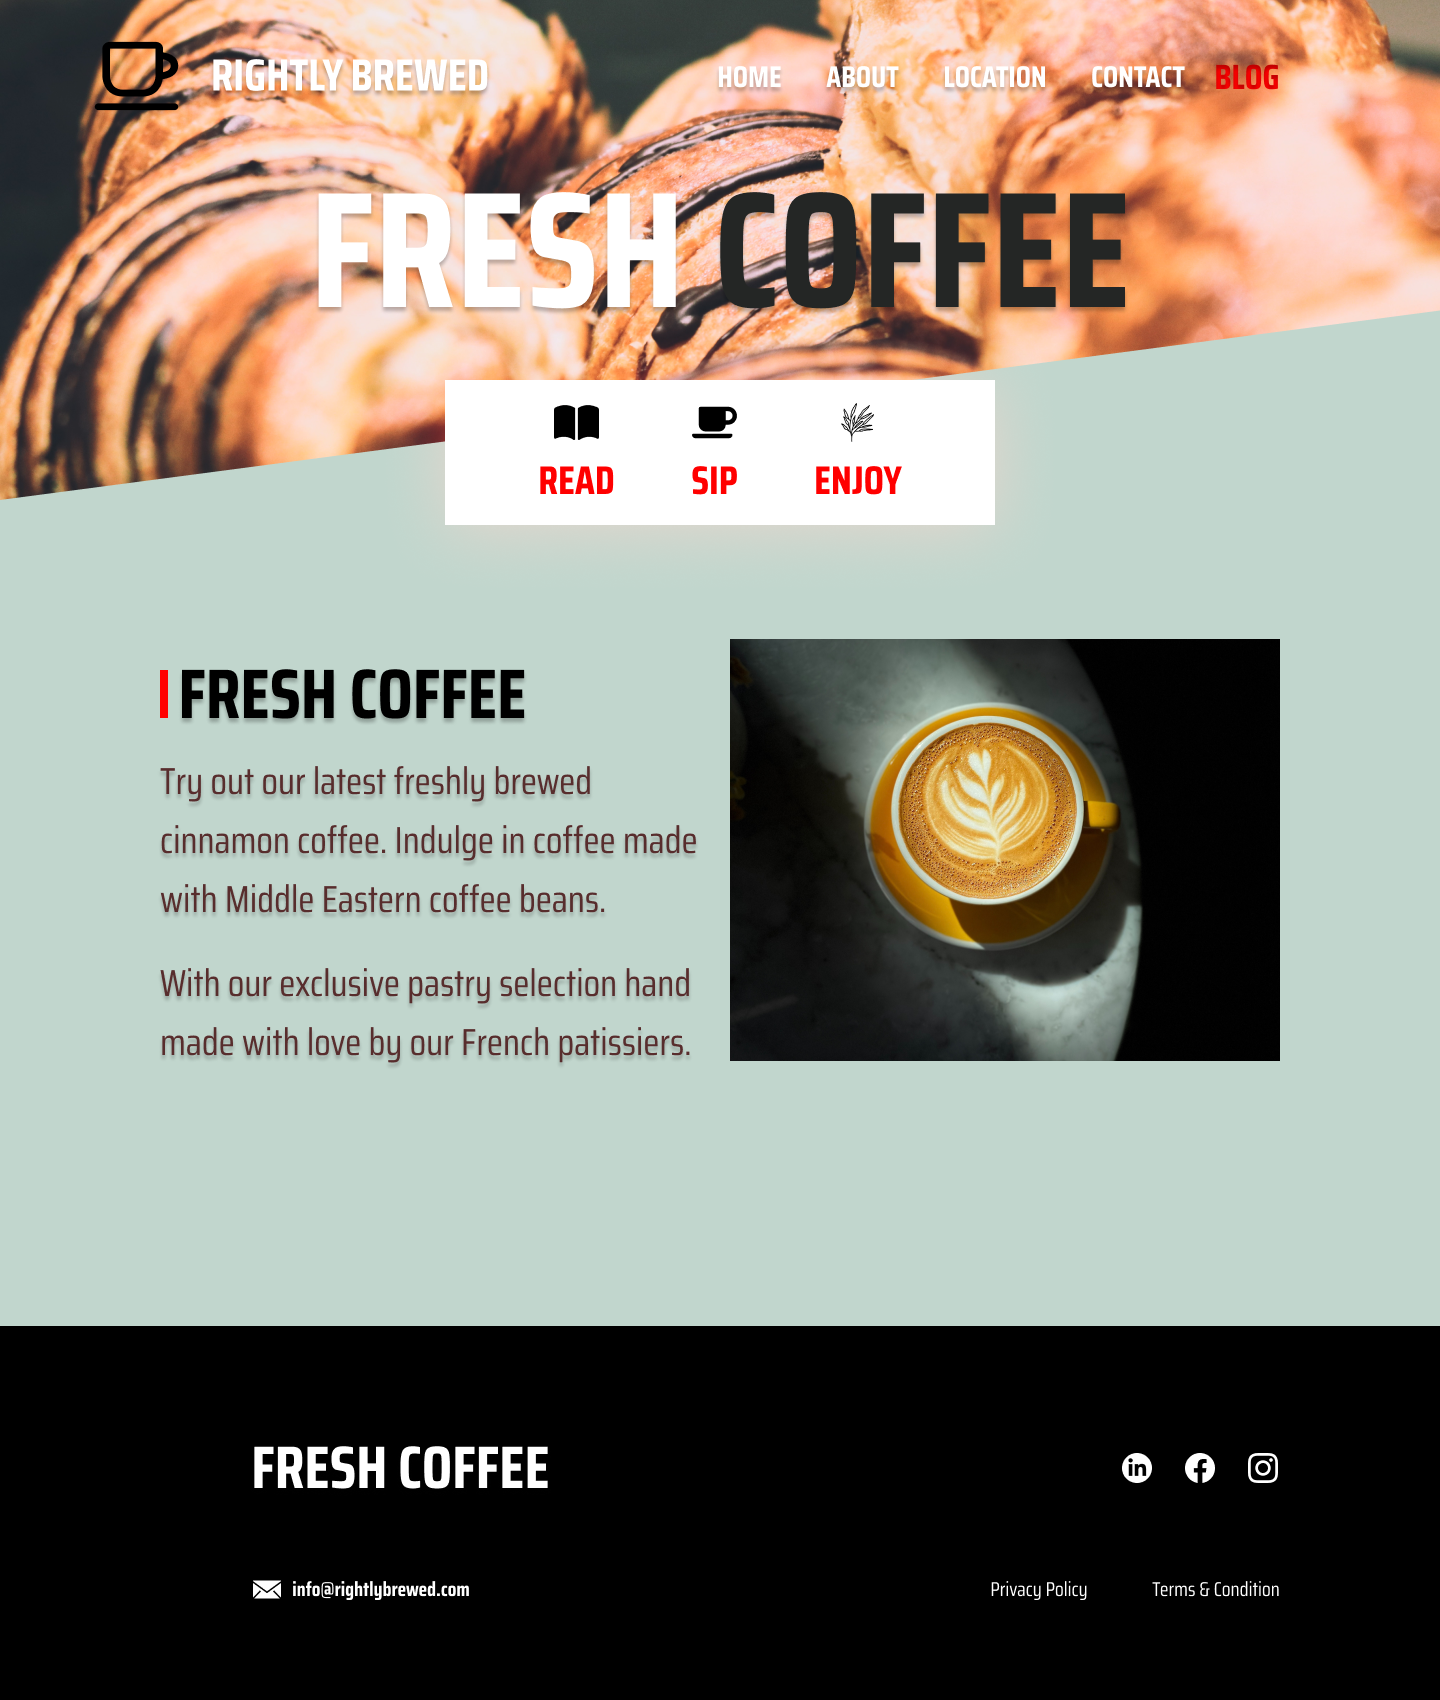 RIGHTLY BREWED
HOME ABOUT LOCATION CONTACT BLOG
FRESH COFFEE
READ SIP ENJOY
FRESH COFFEE
Try out our latest freshly brewed
cinnamon coffee. Indulge in coffee made
with Middle Eastern coffee beans.
With our exclusive pastry selection hand
made with love by our French patissiers.
FRESH COFFEE
in
info@rightlybrewed.com
Privacy Policy Terms & Condition